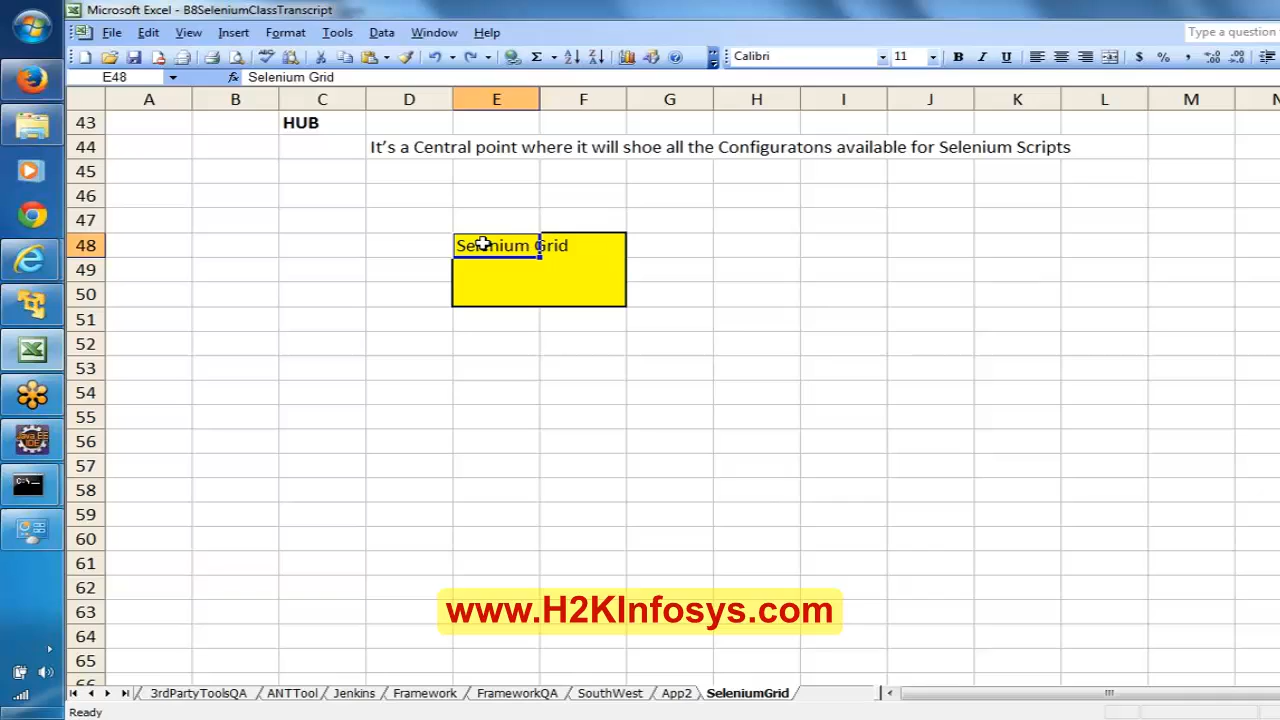 Microsoft Excel - B8SeleniumClassTranscript
File Edit View Insert Format Tools Data Window Help
Type a question
Calibri 11 B I U $ % ,
E48 fx Selenium Grid
A B C D E F G H I J K L M
43 HUB
44 It's a Central point where it will shoe all the Configuratons available for Selenium Scripts
45
46
47
48 Selenium Grid
49
50
51
52
53
54
55
56
57
58
59
60
61
62
63
64
65
www.H2KInfosys.com
3rdPartyToolsQA ANTTool Jenkins Framework FrameworkQA SouthWest App2 SeleniumGrid
Ready